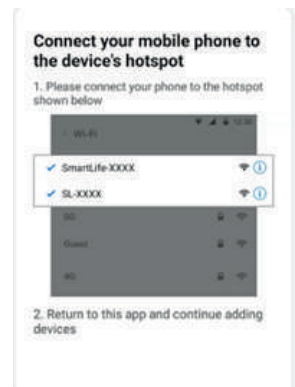 Connect your mobile phone to
the device's hotspot
1. Please connect your phone to the hotspot
shown below
Wi-Fi
SmartLife-XXXX
SL-XXXX
5G
Guest
4G
2. Return to this app and continue adding
devices